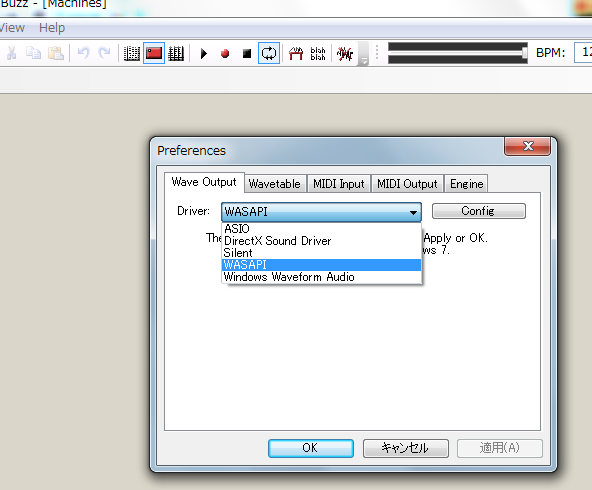 Buzz - [Machines]
View Help
blah
blah
BPM: 12
Preferences
Wave Output Wavetable MIDI Input MIDI Output Engine
Driver: WASAPI Config
ASIO
DirectX Sound Driver
Silent
WASAPI
Windows Waveform Audio
The Apply or OK.
ws 7.
OK キャンセル 適用(A)